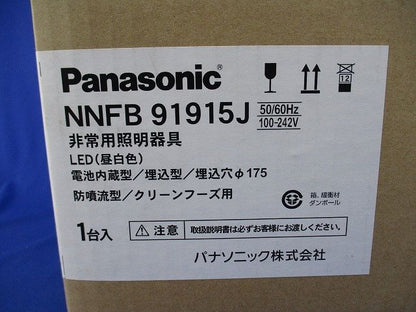 Panasonic®
NNFB 91915J 50/60Hz 100-242V
12
非常用照明器具
LED(昼白色)
電池内蔵型/埋込型/埋込穴φ175
防噴流型/クリーンフーズ用
箱、緩衝材
ダンボール
1台入
注意 取扱説明書は必ずお客様にお渡しください。
パナソニック株式会社